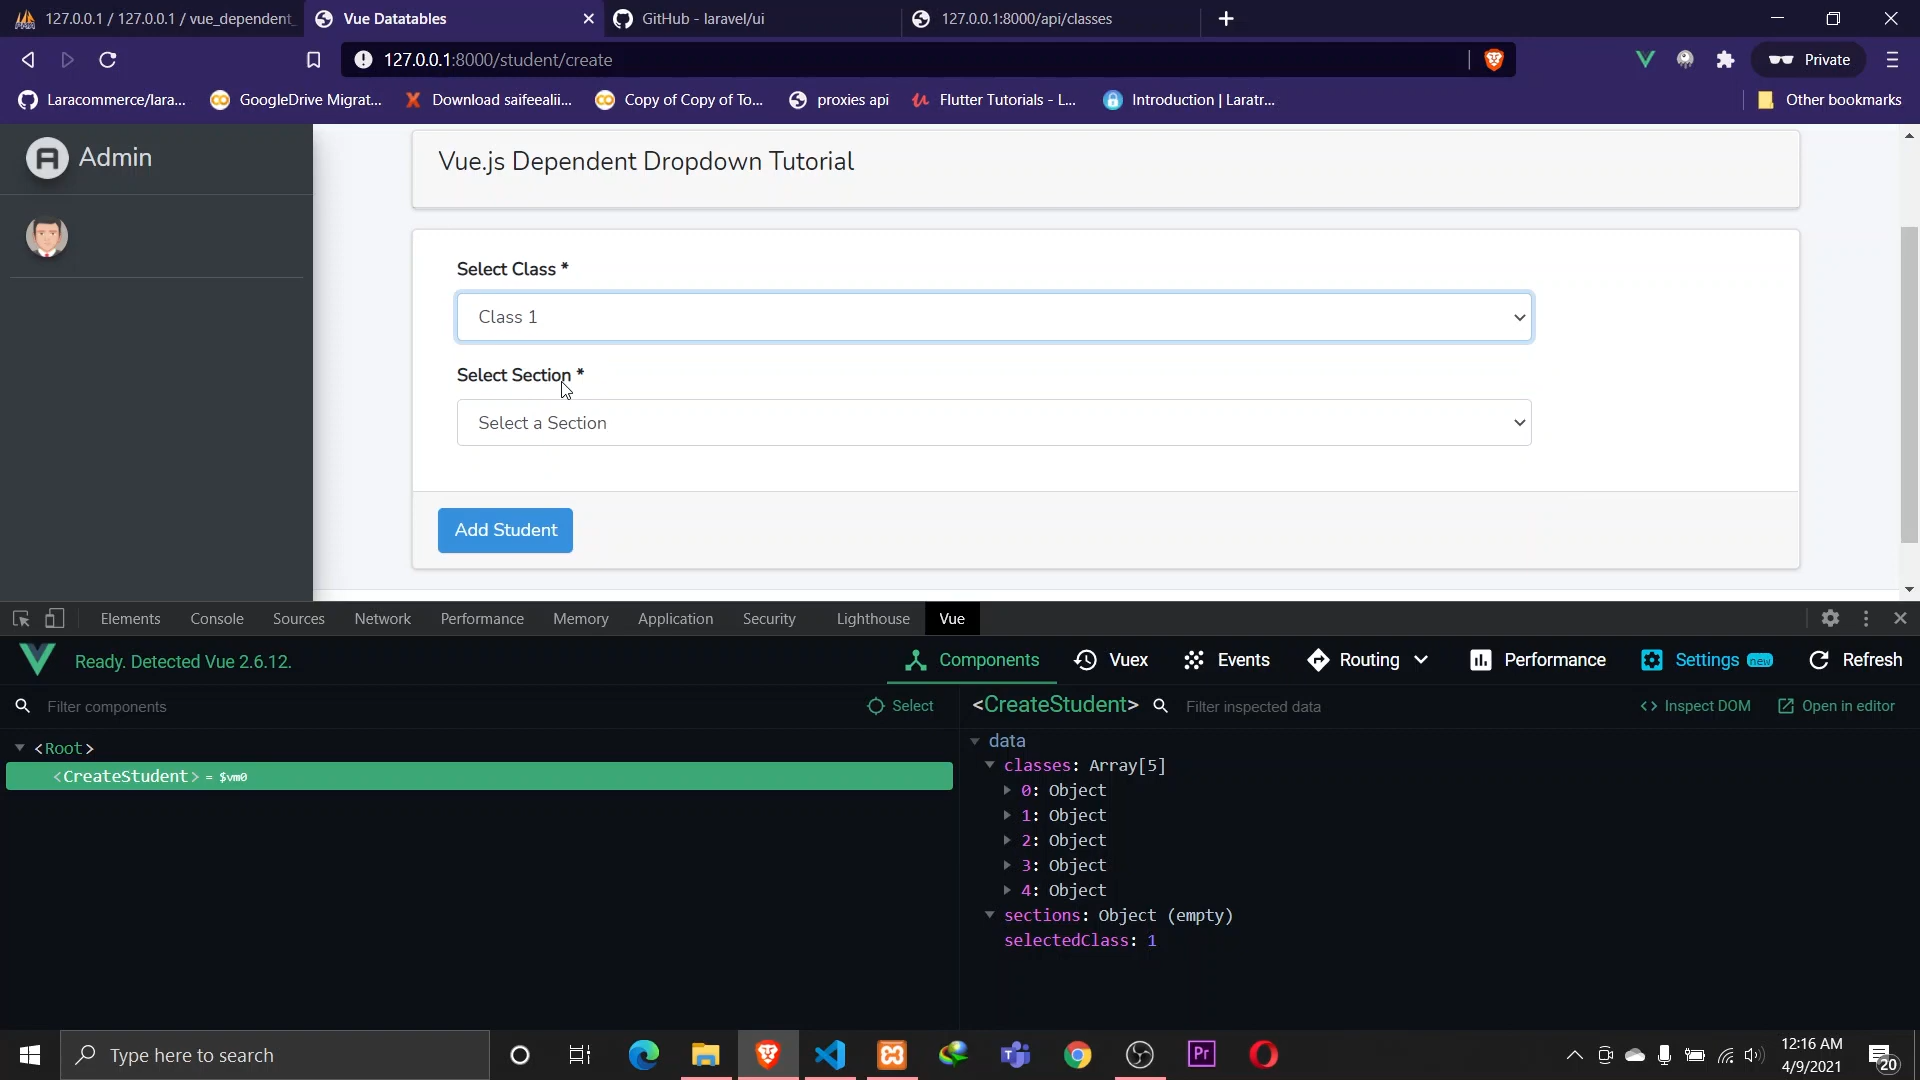 127.0.0.1 / 127.0.0.1 / vue_dependent_
Vue Datatables
GitHub - laravel/ui
127.0.0.1:8000/api/classes
127.0.0.1:8000/student/create
Private
Laracommerce/lara...
GoogleDrive Migrat...
Download saifeealii...
Copy of Copy of To...
proxies api
Flutter Tutorials - L...
Introduction | Laratr...
Other bookmarks
Admin
Vue.js Dependent Dropdown Tutorial
Select Class *
Class 1
Select Section *
Select a Section
Add Student
Elements
Console
Sources
Network
Performance
Memory
Application
Security
Lighthouse
Vue
Ready. Detected Vue 2.6.12.
Components
Vuex
Events
Routing
Performance
Settings new
Refresh
Filter components
Select
<CreateStudent>
Filter inspected data
Inspect DOM
Open in editor
<Root>
<CreateStudent> = $vm0
data
classes: Array[5]
0: Object
1: Object
2: Object
3: Object
4: Object
sections: Object (empty)
selectedClass: 1
Type here to search
Pr
12:16 AM
4/9/2021
20